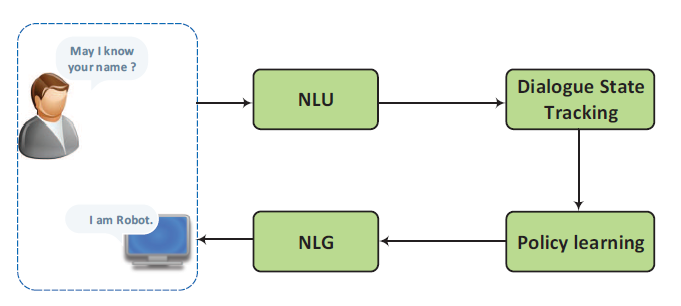 May I know
your name ?
NLU
Dialogue State
Tracking
I am Robot.
NLG
Policy learning